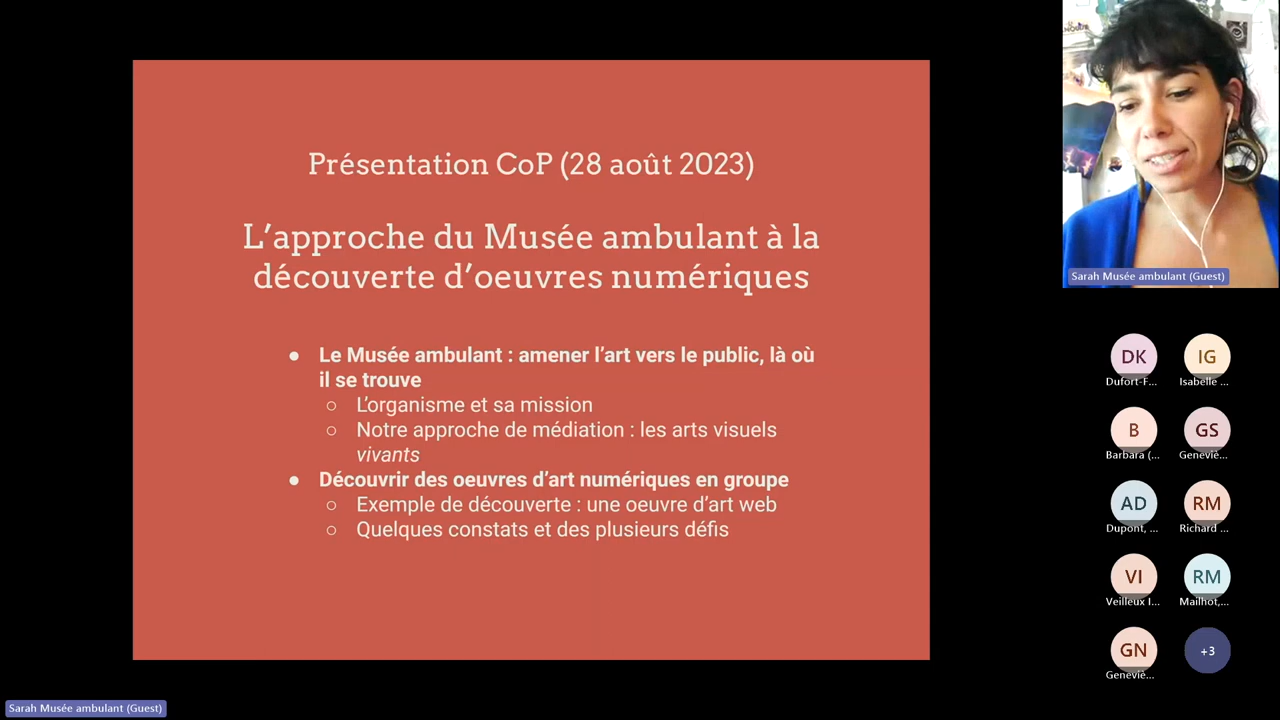 Présentation CoP (28 août 2023)
L’approche du Musée ambulant à la
découverte d’oeuvres numériques
● Le Musée ambulant : amener l’art vers le public, là où
il se trouve
○ L’organisme et sa mission
○ Notre approche de médiation : les arts visuels
vivants
● Découvrir des oeuvres d’art numériques en groupe
○ Exemple de découverte : une oeuvre d’art web
○ Quelques constats et des plusieurs défis
Sarah Musée ambulant (Guest)
DK
IG
Dufort-F...
Isabelle ...
B
GS
Barbara (...
Geneviè...
AD
RM
Dupont, ...
Richard ...
VI
RM
Veilleux I...
Mailhot,...
GN
+3
Geneviè...
Sarah Musée ambulant (Guest)